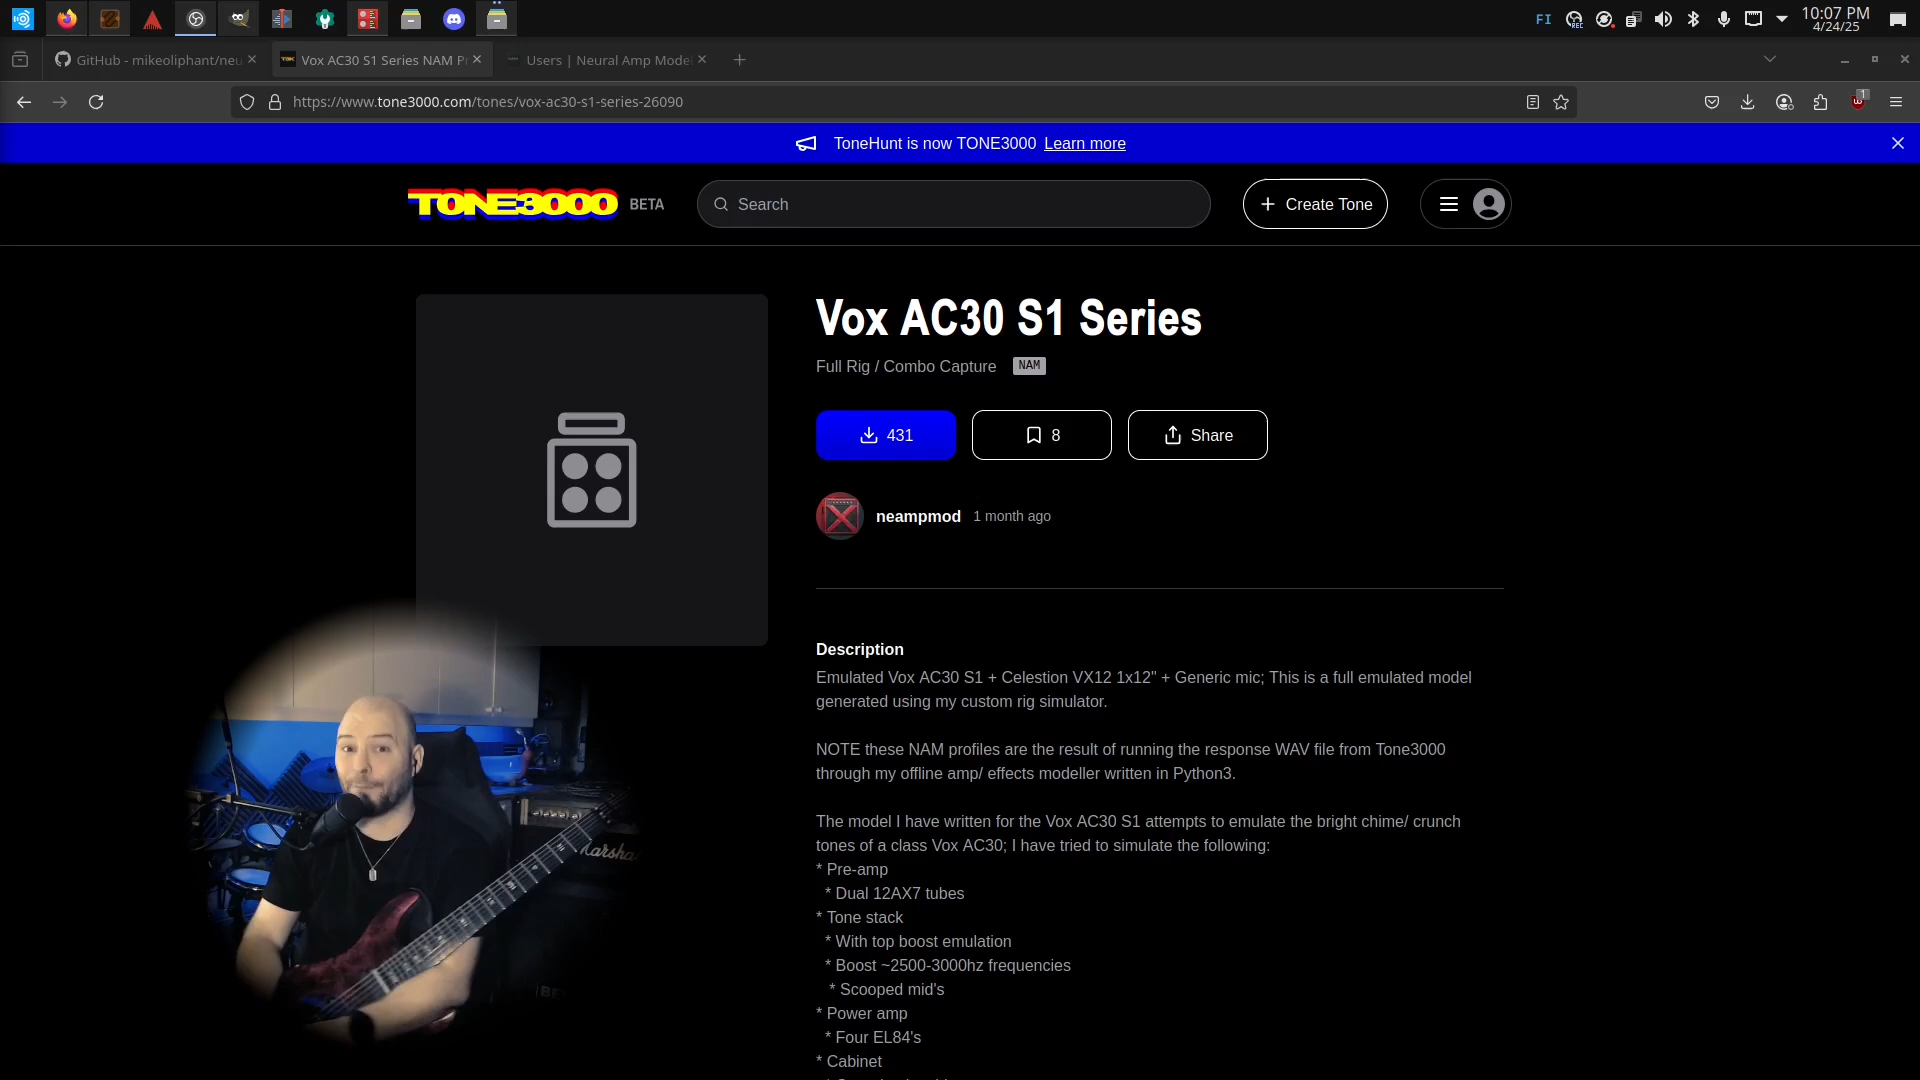 FI
REC
10:07 PM
4/24/25
GitHub - mikeoliphant/neu
Vox AC30 S1 Series NAM P
Users | Neural Amp Model
https://www.tone3000.com/tones/vox-ac30-s1-series-26090
1
ToneHunt is now TONE3000 Learn more
TONE3000 BETA
Search
Create Tone
Vox AC30 S1 Series
Full Rig / Combo Capture NAM
431
8
Share
neampmod 1 month ago
Description
Emulated Vox AC30 S1 + Celestion VX12 1x12" + Generic mic; This is a full emulated model
generated using my custom rig simulator.
NOTE these NAM profiles are the result of running the response WAV file from Tone3000
through my offline amp/ effects modeller written in Python3.
The model I have written for the Vox AC30 S1 attempts to emulate the bright chime/ crunch
tones of a class Vox AC30; I have tried to simulate the following:
* Pre-amp
* Dual 12AX7 tubes
* Tone stack
* With top boost emulation
* Boost ~2500-3000hz frequencies
* Scooped mid's
* Power amp
* Four EL84's
* Cabinet
Marshall